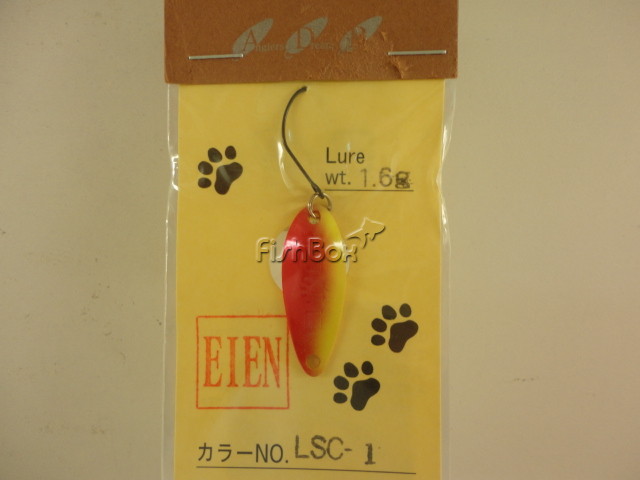 A D
Lure
wt. 1.6g
FishBox
EIEN
カラーNO. LSC-1